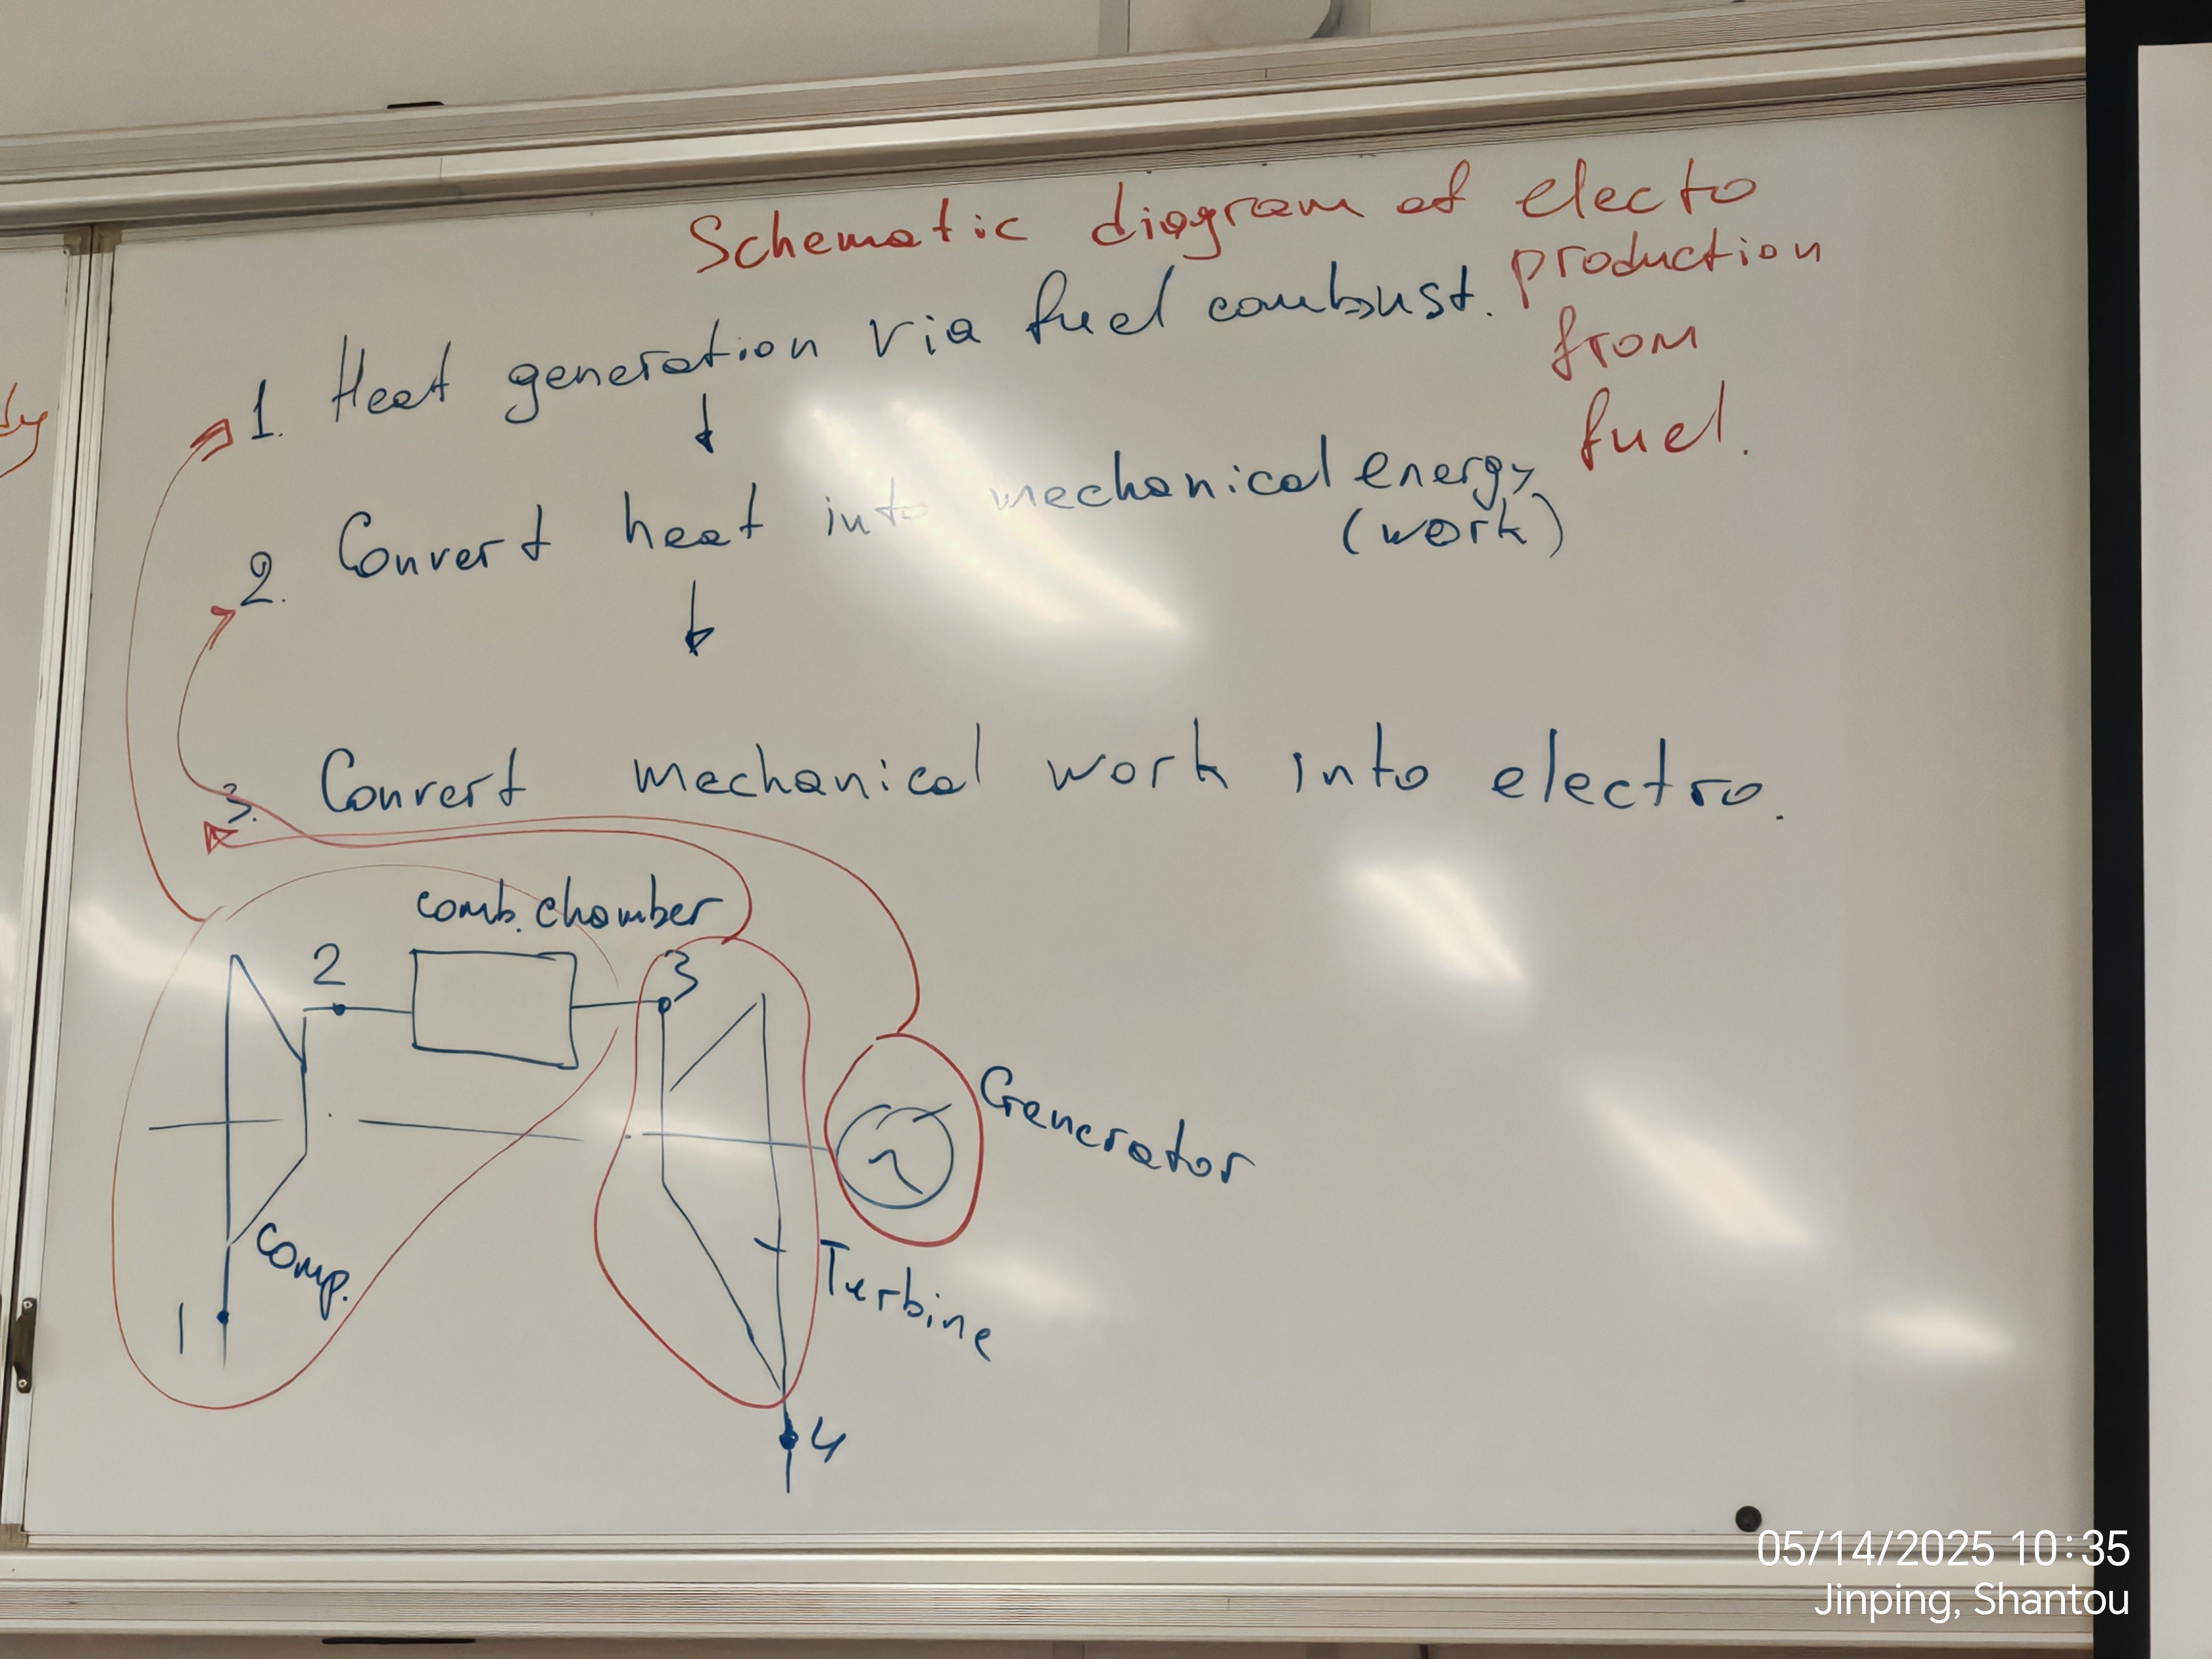 Schematic diagram of electo
production
from
fuel.
1. Heat generation via fuel combust.
2. Convert heat into mechanical energy
(work)
3. Convert mechanical work into electro.
comb. chamber
2
3
Generator
Comp.
Turbine
1
4
05/14/2025 10:35
Jinping, Shantou